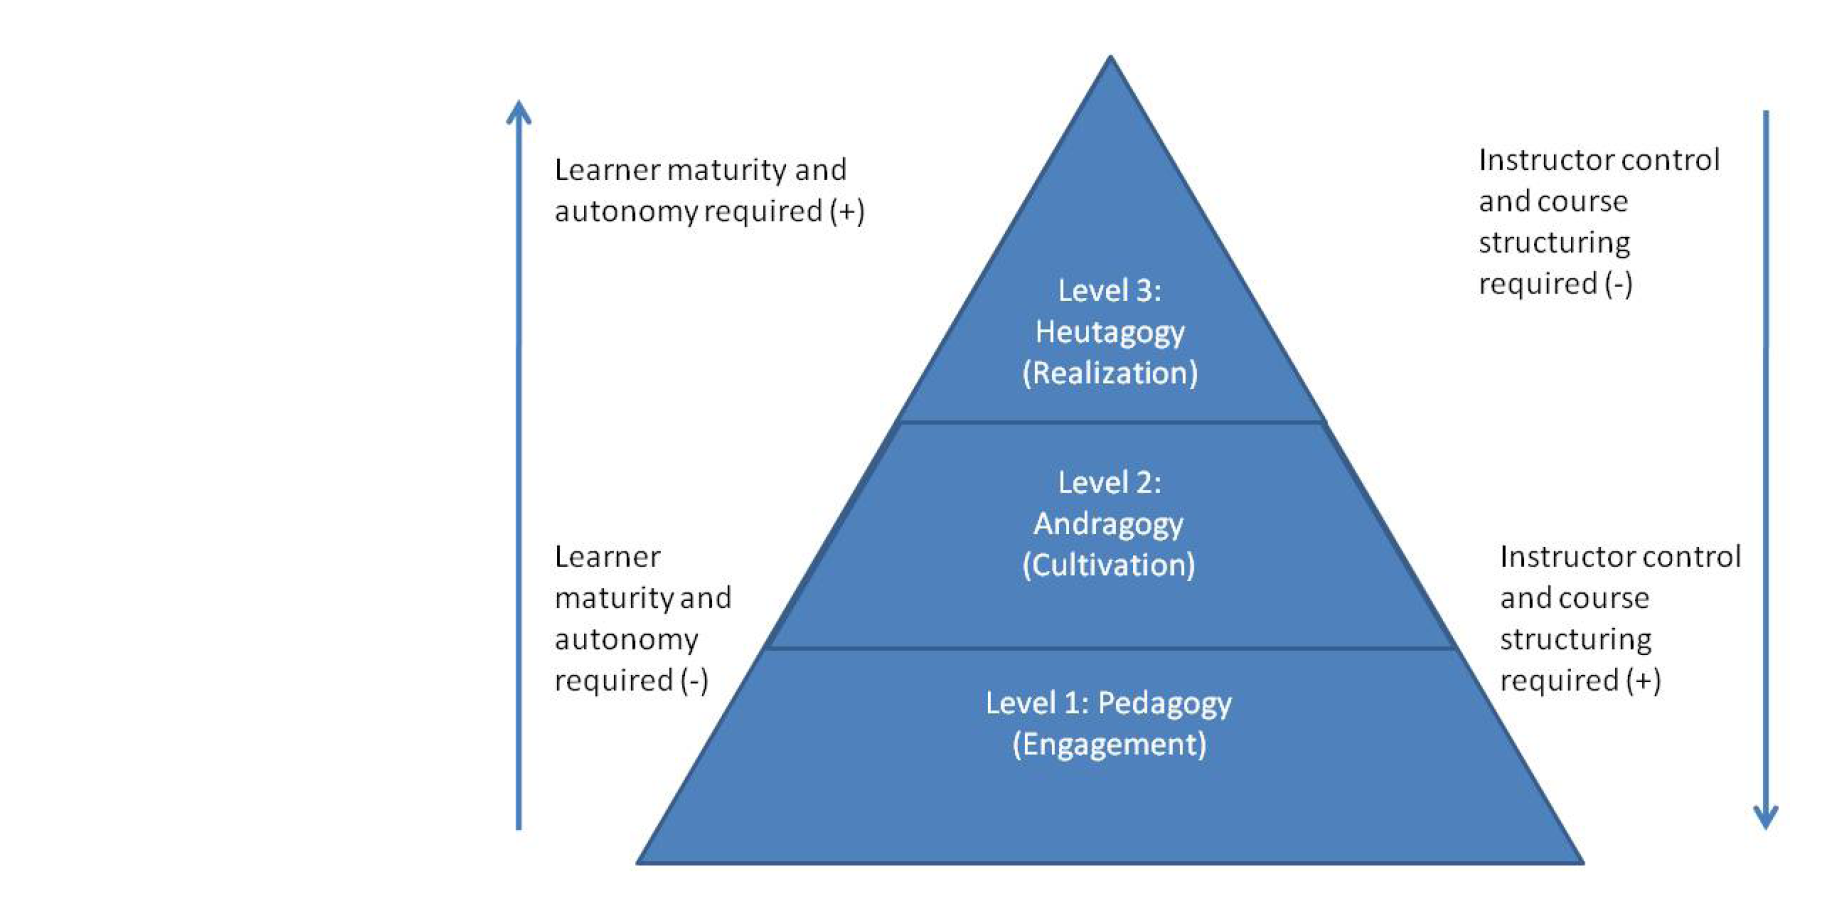 Learner maturity and
autonomy required (+)
Instructor control
and course
structuring
required (-)
Level 3:
Heutagogy
(Realization)
Level 2:
Andragogy
(Cultivation)
Learner
maturity and
autonomy
required (-)
Instructor control
and course
structuring
required (+)
Level 1: Pedagogy
(Engagement)